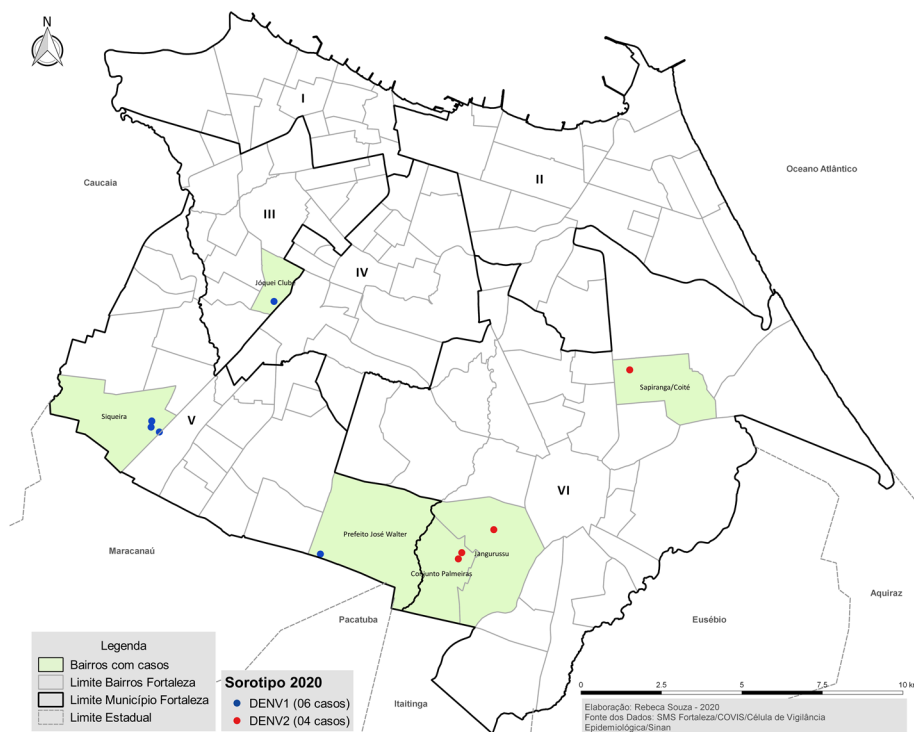 N
I
II
Oceano Atlântico
Caucaia
III
IV
Jóquei Clube
Sapiranga/Coité
Siqueira
V
VI
Prefeito José Walter
Jangurussu
Maracanaú
Conjunto Palmeiras
Aquiraz
Pacatuba
Eusébio
Itaitinga
Legenda
Bairros com casos
Limite Bairros Fortaleza
Limite Município Fortaleza
Limite Estadual
Sorotipo 2020
DENV1 (06 casos)
DENV2 (04 casos)
0 2.5 5 7.5 10 km
Elaboração: Rebeca Souza - 2020
Fonte dos Dados: SMS Fortaleza/COVIS/Célula de Vigilância
Epidemiológica/Sinan